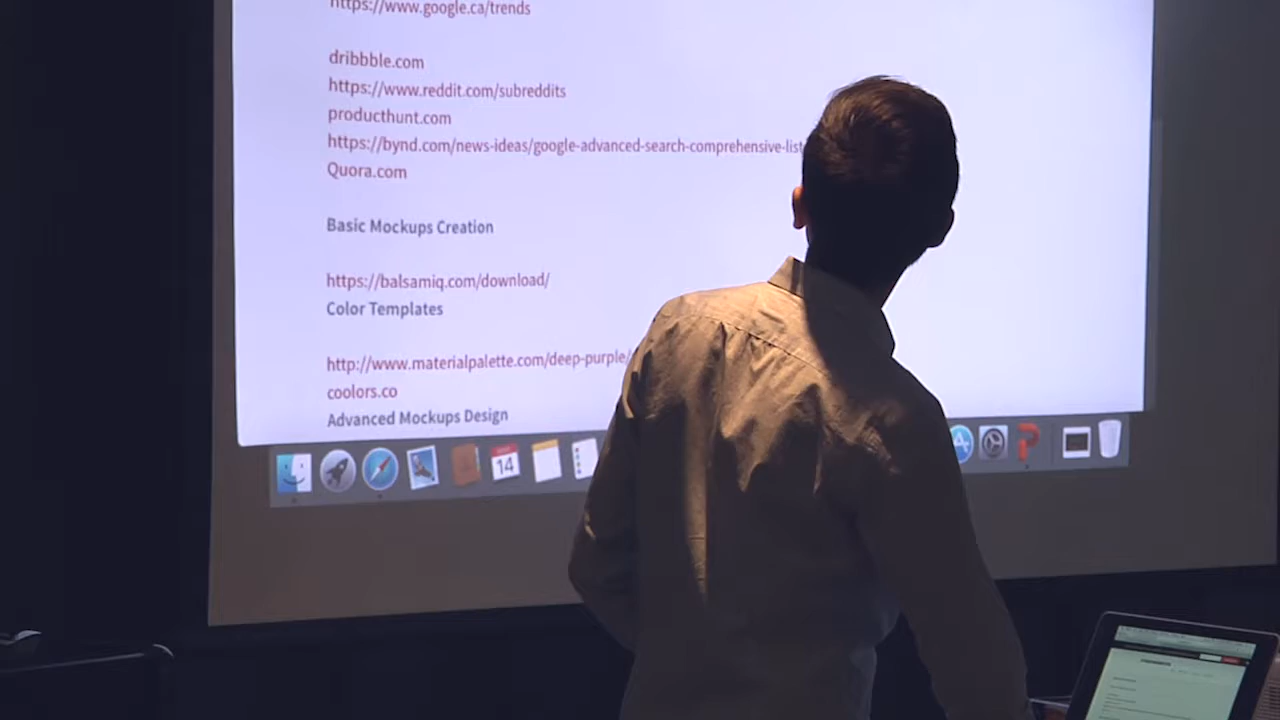 https://www.google.ca/trends
dribbble.com
https://www.reddit.com/subreddits
producthunt.com
https://bynd.com/news-ideas/google-advanced-search-comprehensive-list
Quora.com
Basic Mockups Creation
https://balsamiq.com/download/
Color Templates
http://www.materialpalette.com/deep-purple/
coolors.co
Advanced Mockups Design
14